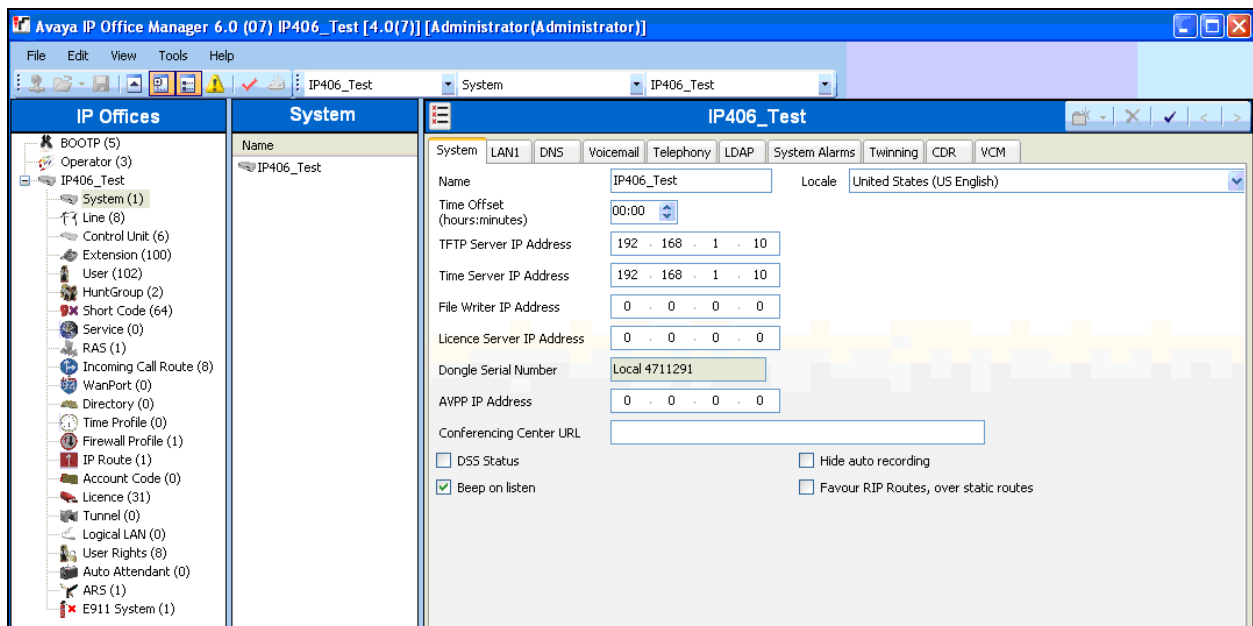 Avaya IP Office Manager 6.0 (07) IP406_Test [4.0(7)] [Administrator(Administrator)]
File Edit View Tools Help
IP406_Test System IP406_Test
IP Offices
BOOTP (5)
Operator (3)
IP406_Test
System (1)
Line (8)
Control Unit (6)
Extension (100)
User (102)
HuntGroup (2)
Short Code (64)
Service (0)
RAS (1)
Incoming Call Route (8)
WanPort (0)
Directory (0)
Time Profile (0)
Firewall Profile (1)
IP Route (1)
Account Code (0)
Licence (31)
Tunnel (0)
Logical LAN (0)
User Rights (8)
Auto Attendant (0)
ARS (1)
E911 System (1)
System
Name
IP406_Test
IP406_Test
System LAN1 DNS Voicemail Telephony LDAP System Alarms Twinning CDR VCM
Name IP406_Test Locale United States (US English)
Time Offset
(hours:minutes) 00:00
TFTP Server IP Address 192 . 168 . 1 . 10
Time Server IP Address 192 . 168 . 1 . 10
File Writer IP Address 0 . 0 . 0 . 0
Licence Server IP Address 0 . 0 . 0 . 0
Dongle Serial Number Local 4711291
AVPP IP Address 0 . 0 . 0 . 0
Conferencing Center URL
DSS Status Hide auto recording
Beep on listen Favour RIP Routes, over static routes